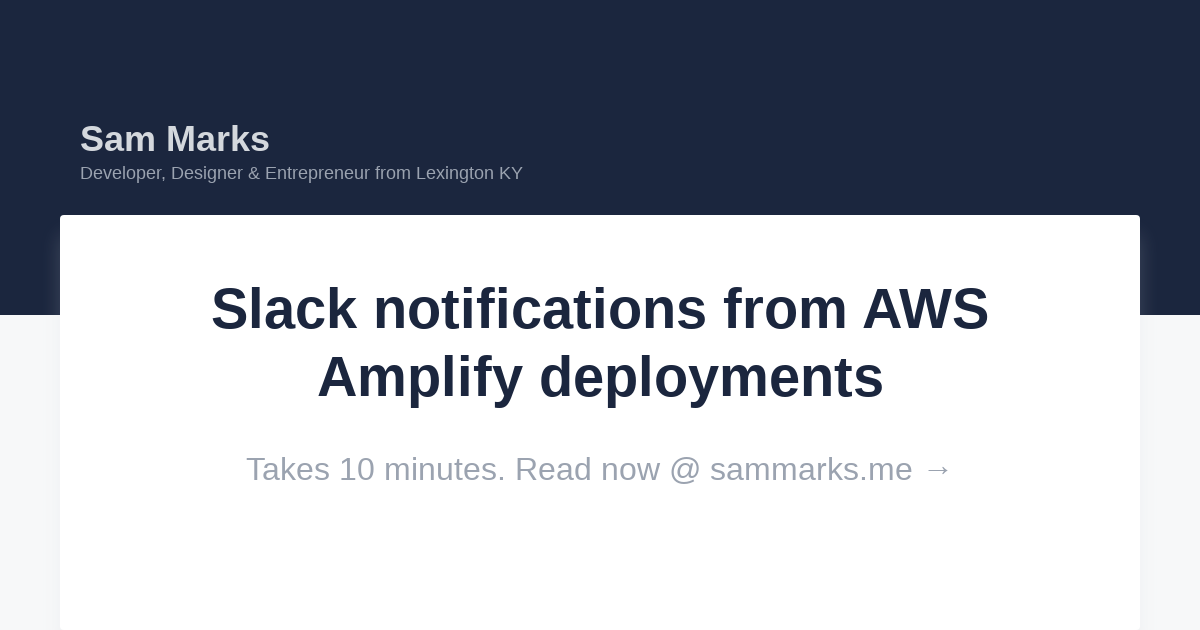 Sam Marks
Developer, Designer & Entrepreneur from Lexington KY
Slack notifications from AWS
Amplify deployments
Takes 10 minutes. Read now @ sammarks.me →